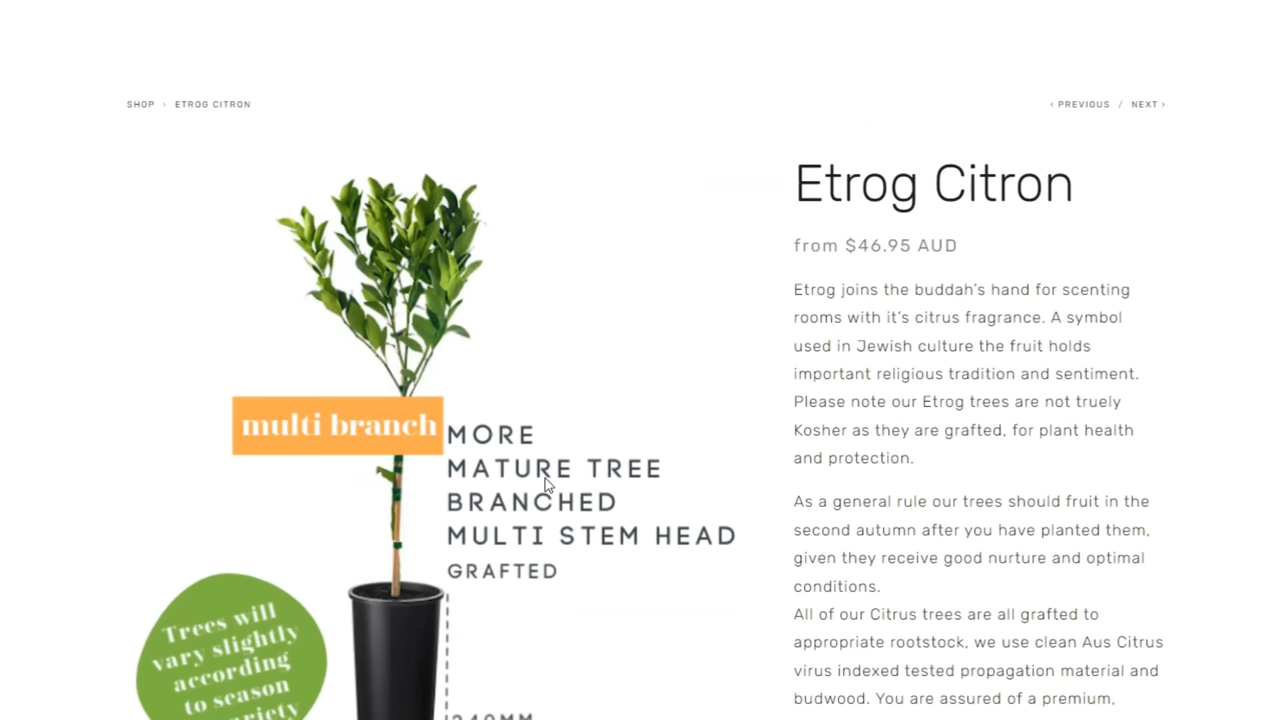 SHOP › ETROG CITRON
‹ PREVIOUS / NEXT ›
Etrog Citron
from $46.95 AUD
Etrog joins the buddah's hand for scenting
rooms with it's citrus fragrance. A symbol
used in Jewish culture the fruit holds
important religious tradition and sentiment.
Please note our Etrog trees are not truely
Kosher as they are grafted, for plant health
and protection.
As a general rule our trees should fruit in the
second autumn after you have planted them,
given they receive good nurture and optimal
conditions.
All of our Citrus trees are all grafted to
appropriate rootstock, we use clean Aus Citrus
virus indexed tested propagation material and
budwood. You are assured of a premium,
multi branch
MORE
MATURE TREE
BRANCHED
MULTI STEM HEAD
GRAFTED
Trees will
vary slightly
according
to season